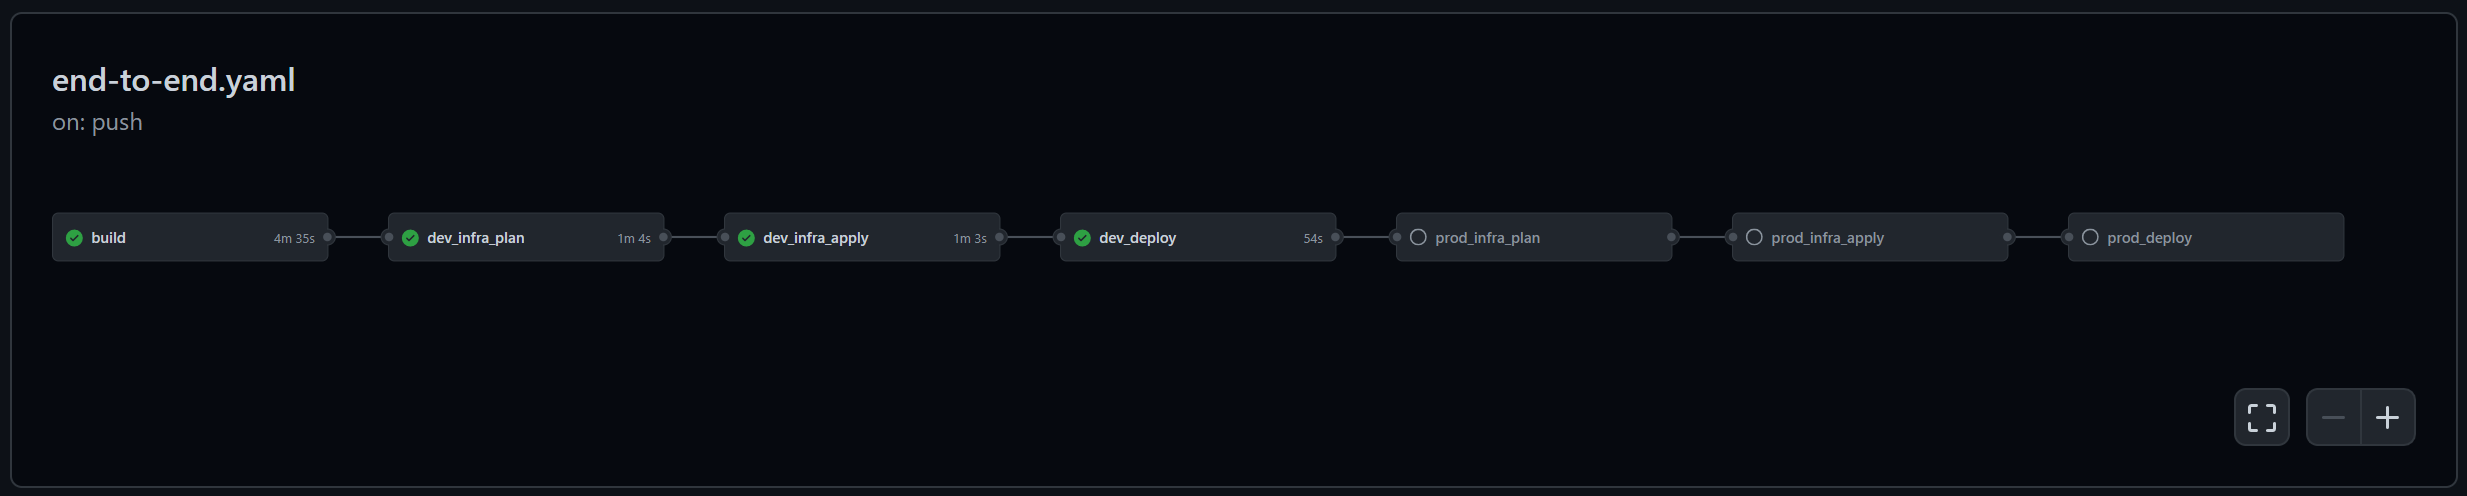 end-to-end.yaml
on: push
build 4m 35s
dev_infra_plan 1m 4s
dev_infra_apply 1m 3s
dev_deploy 54s
prod_infra_plan
prod_infra_apply
prod_deploy